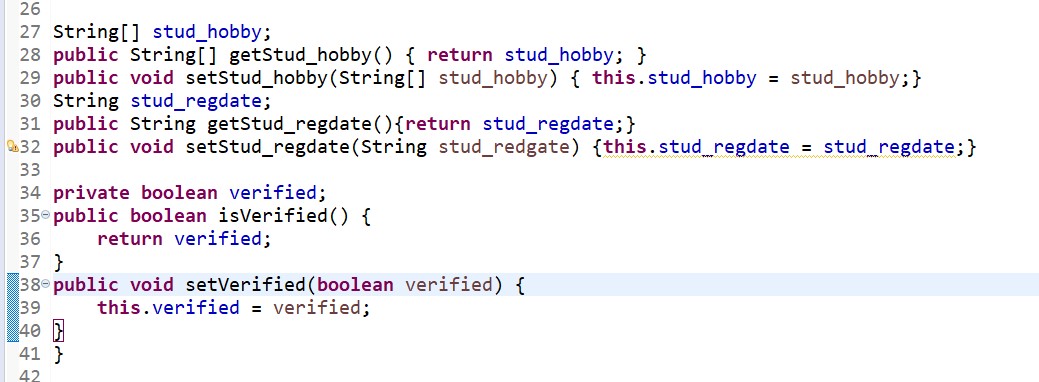 26
27 String[] stud_hobby;
28 public String[] getStud_hobby() { return stud_hobby; }
29 public void setStud_hobby(String[] stud_hobby) { this.stud_hobby = stud_hobby;}
30 String stud_regdate;
31 public String getStud_regdate(){return stud_regdate;}
32 public void setStud_regdate(String stud_redgate) {this.stud_regdate = stud_regdate;}
33
34 private boolean verified;
35 public boolean isVerified() {
36     return verified;
37 }
38 public void setVerified(boolean verified) {
39     this.verified = verified;
40 }
41 }
42